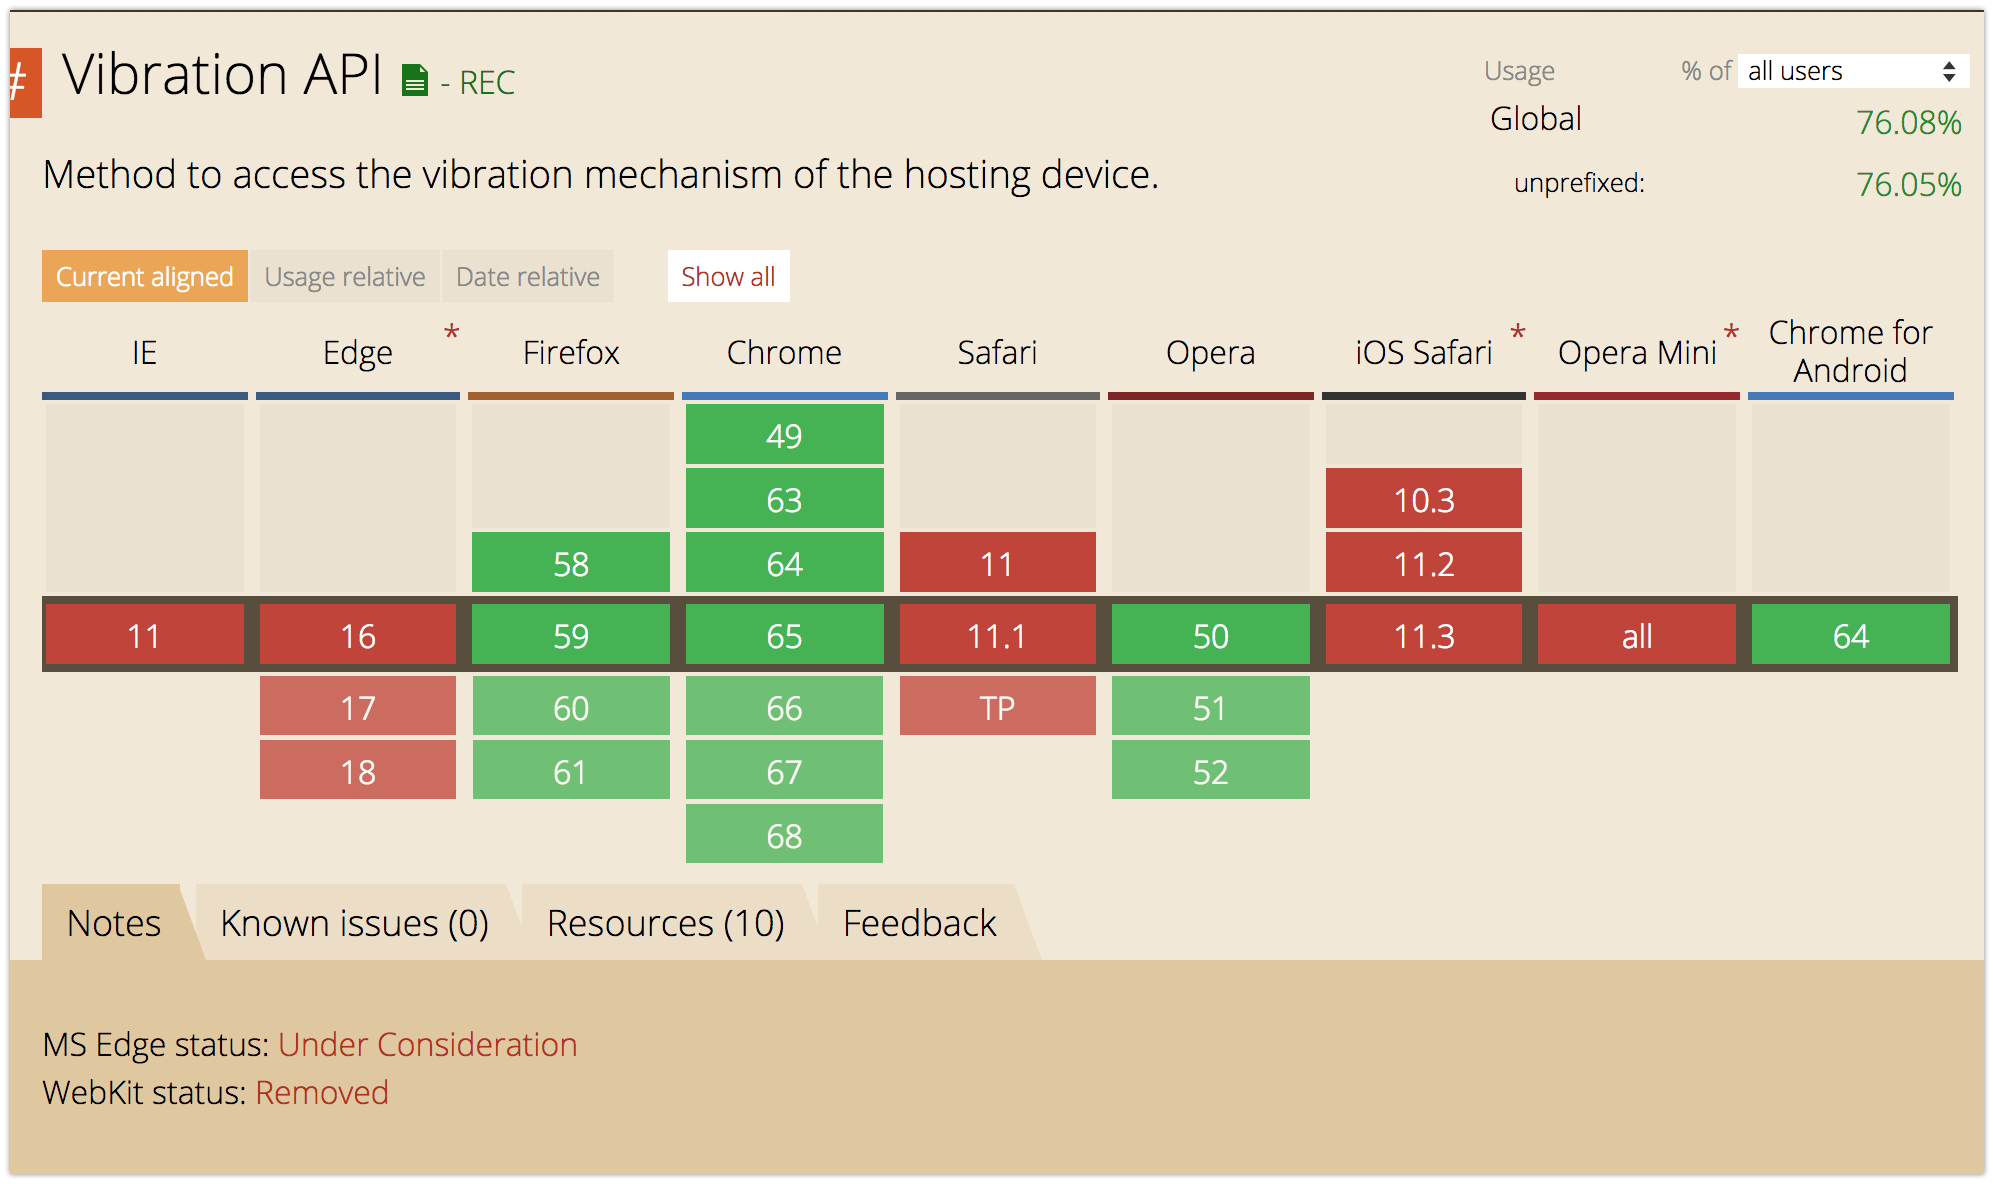 #
Vibration API - REC
Usage % of all users
Global 76.08%
Method to access the vibration mechanism of the hosting device.
unprefixed: 76.05%
Current aligned Usage relative Date relative Show all
IE Edge * Firefox Chrome Safari Opera iOS Safari * Opera Mini * Chrome for Android
49
63 10.3
58 64 11 11.2
11 16 59 65 11.1 50 11.3 all 64
17 60 66 TP 51
18 61 67 52
68
Notes Known issues (0) Resources (10) Feedback
MS Edge status: Under Consideration
WebKit status: Removed